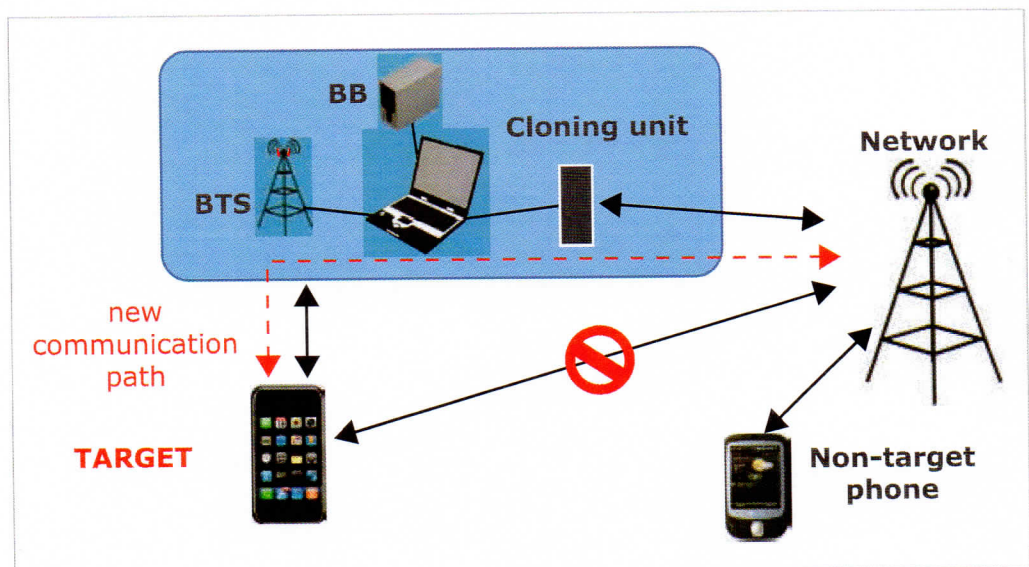 BB
Cloning unit
BTS
Network
new
communication
path
TARGET
Non-target
phone